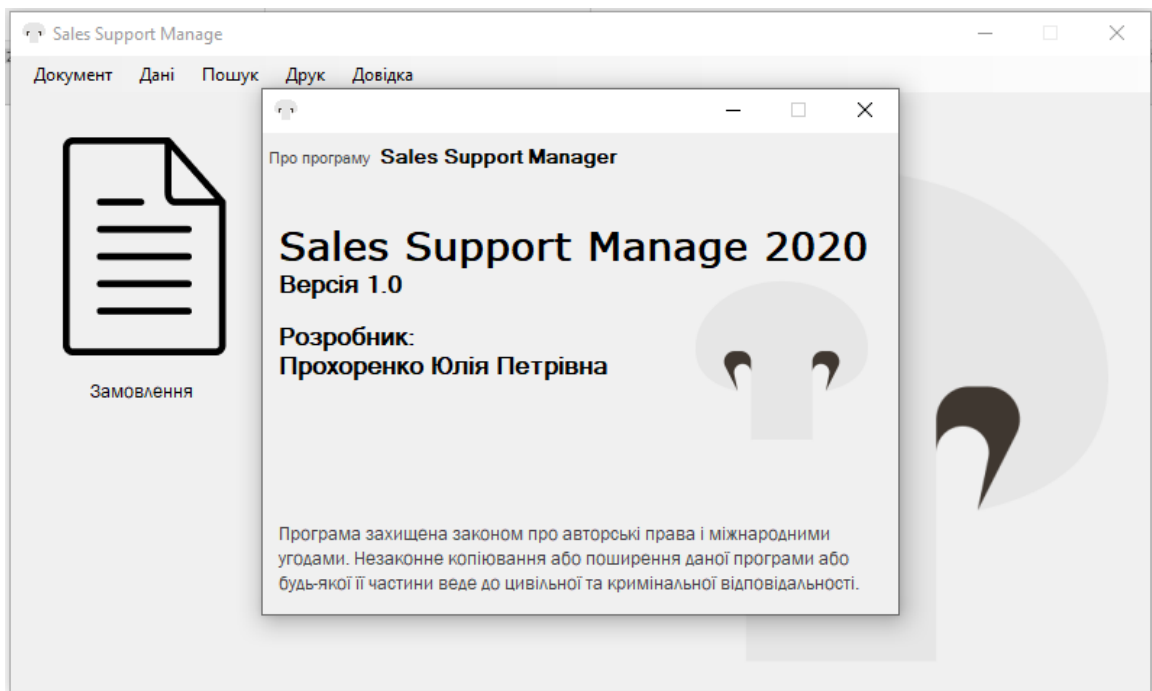 Sales Support Manage
Документ Дані Пошук Друк Довідка
Про програму Sales Support Manager
Sales Support Manage 2020
Версія 1.0
Розробник:
Прохоренко Юлія Петрівна
Замовлення
Програма захищена законом про авторські права і міжнародними
угодами. Незаконне копіювання або поширення даної програми або
будь-якої її частини веде до цивільної та кримінальної відповідальності.